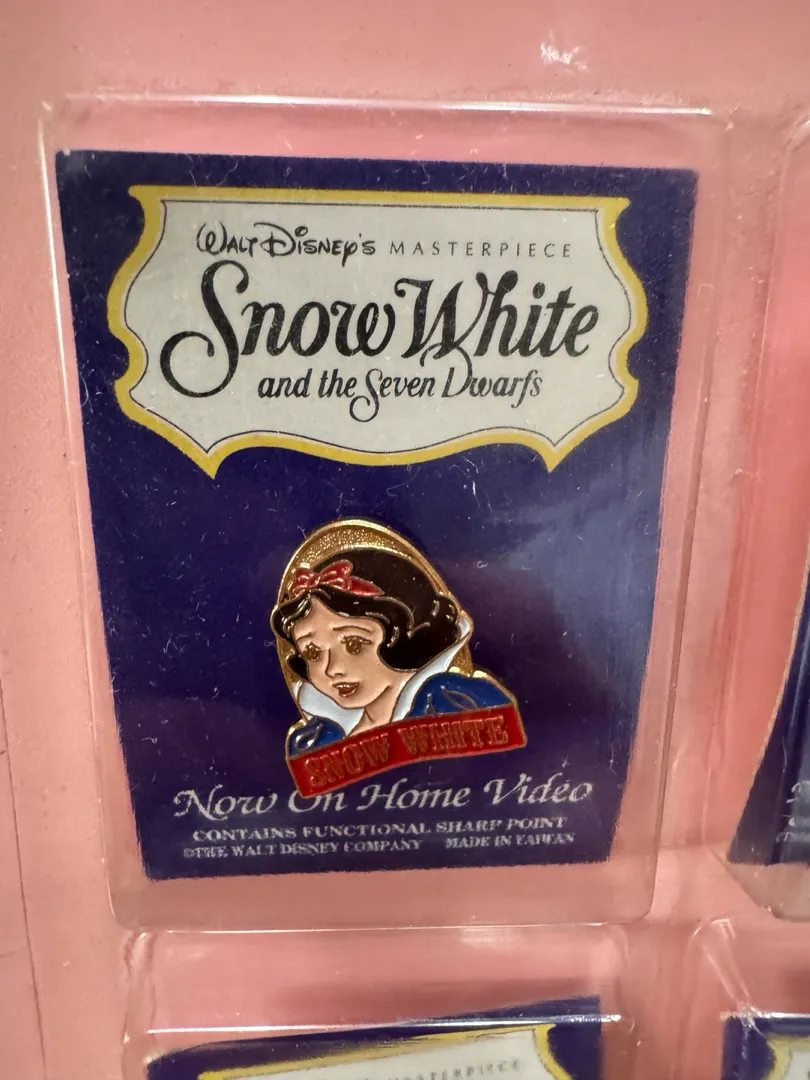 WALT DISNEY'S MASTERPIECE
Snow White
and the Seven Dwarfs
SNOW WHITE
Now On Home Video
CONTAINS FUNCTIONAL SHARP POINT
©THE WALT DISNEY COMPANY MADE IN TAIWAN
MASTERPIECE